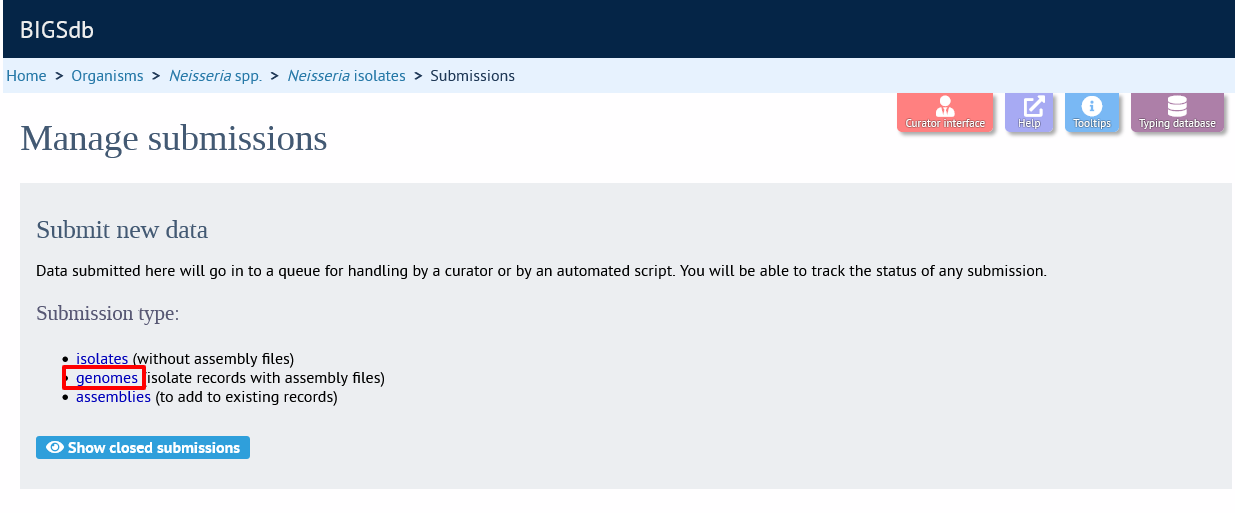 BIGSdb
Home > Organisms > Neisseria spp. > Neisseria isolates > Submissions
Curator interface Help Tooltips Typing database
Manage submissions
Submit new data
Data submitted here will go in to a queue for handling by a curator or by an automated script. You will be able to track the status of any submission.
Submission type:
• isolates (without assembly files)
• genomes (isolate records with assembly files)
• assemblies (to add to existing records)
Show closed submissions